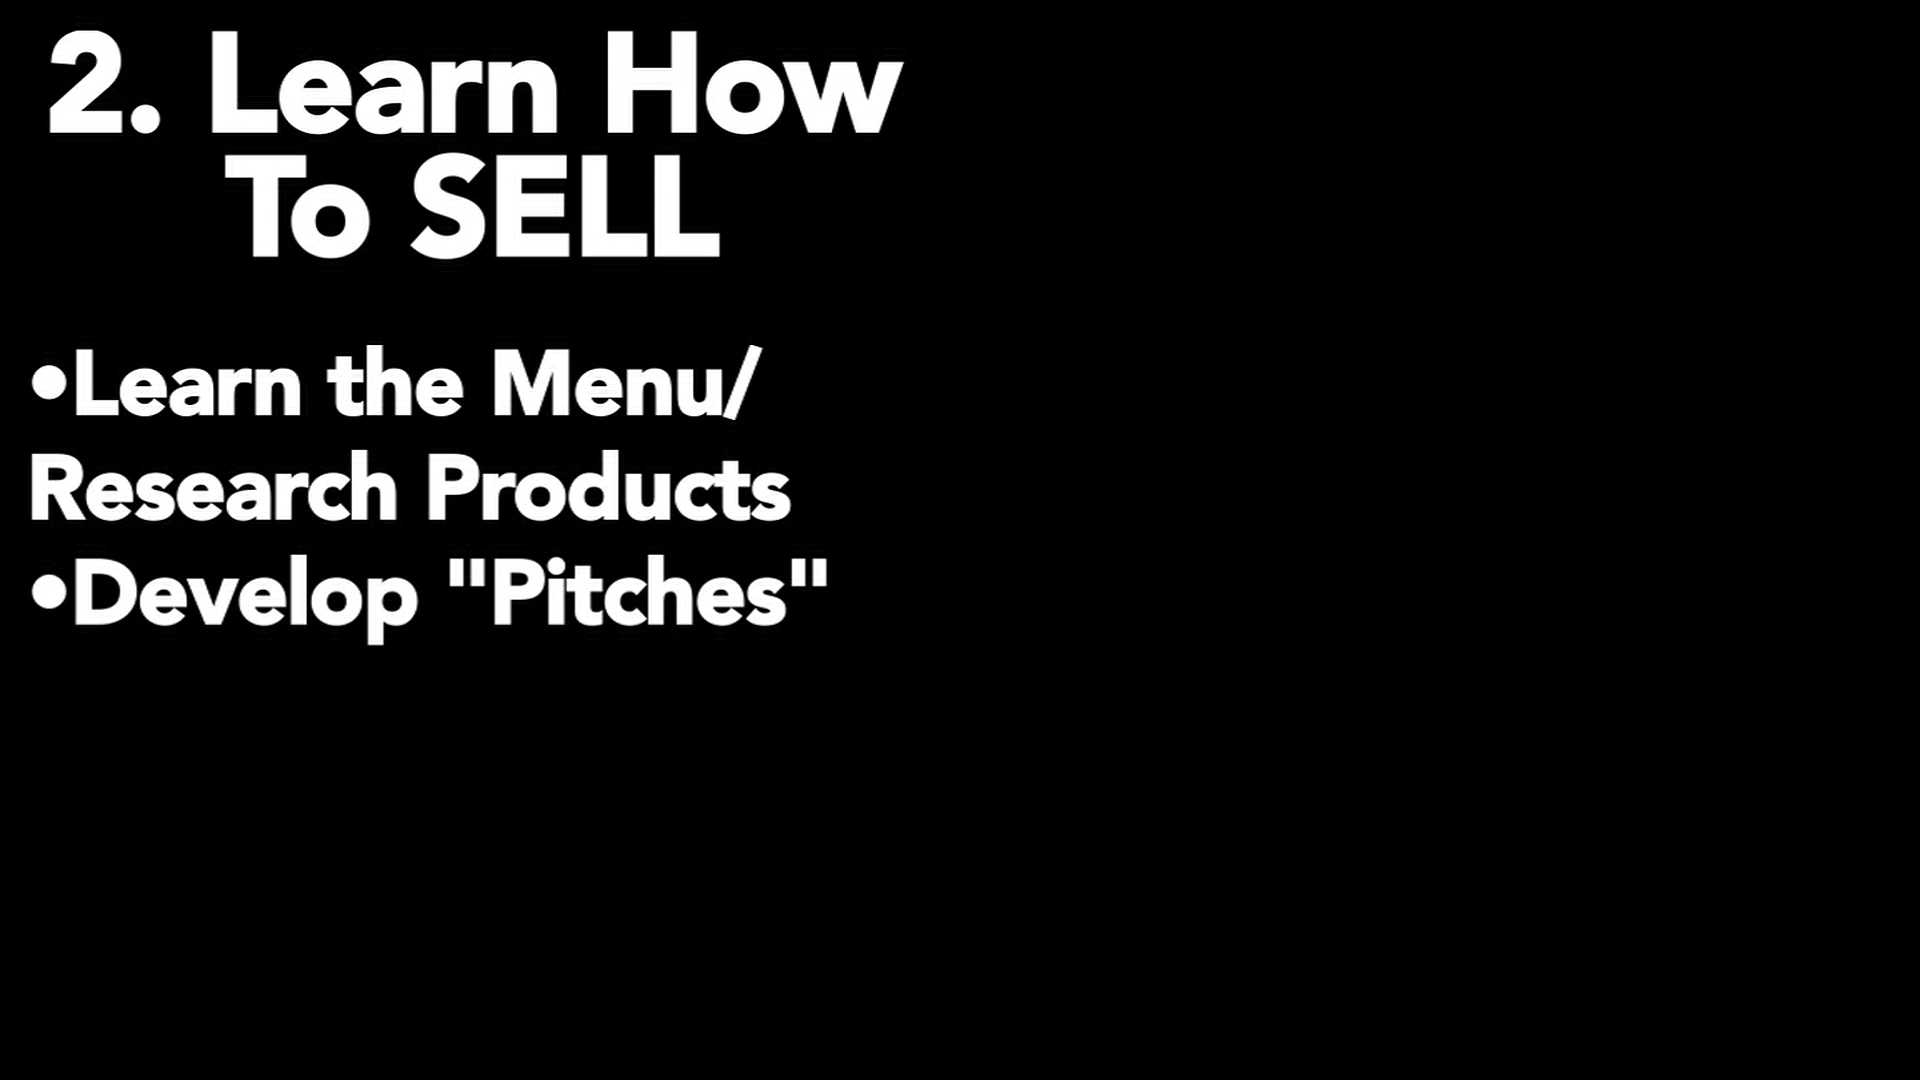 2. Learn How
To SELL
•Learn the Menu/
Research Products
•Develop "Pitches"